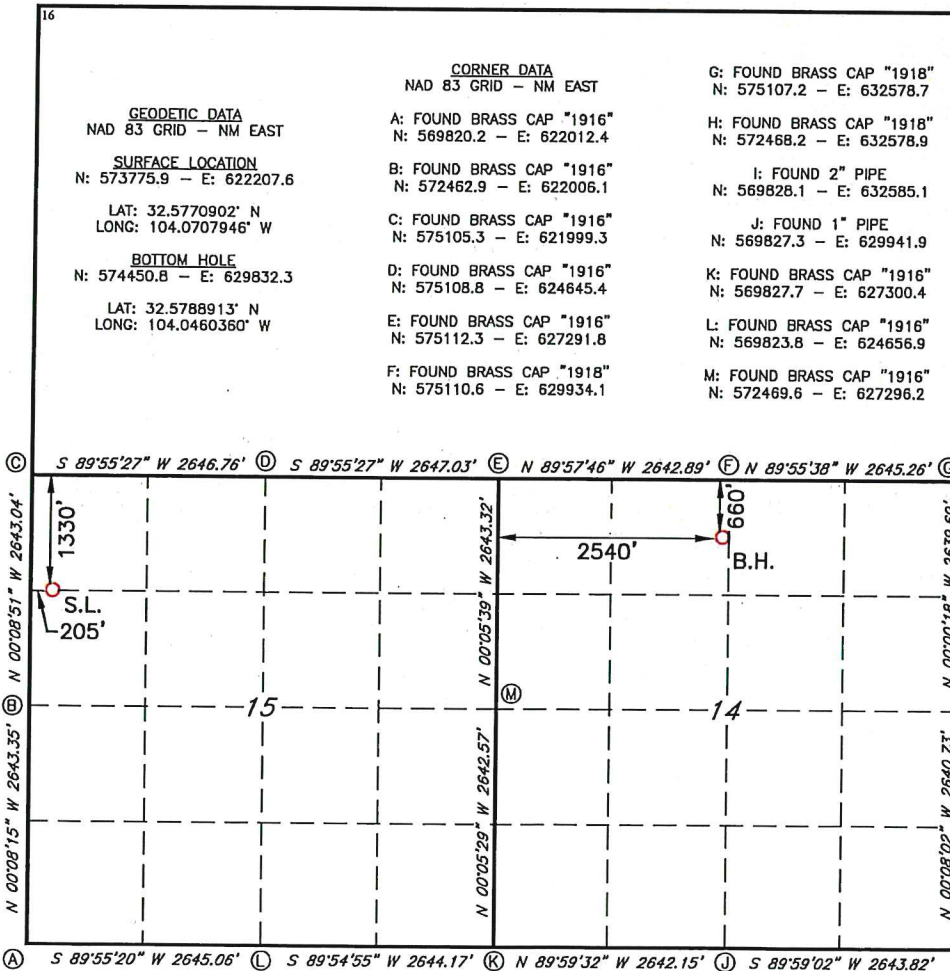 16
GEODETIC DATA
NAD 83 GRID – NM EAST
SURFACE LOCATION
N: 573775.9 – E: 622207.6
LAT: 32.5770902° N
LONG: 104.0707946° W
BOTTOM HOLE
N: 574450.8 – E: 629832.3
LAT: 32.5788913° N
LONG: 104.0460360° W
CORNER DATA
NAD 83 GRID – NM EAST
A: FOUND BRASS CAP "1916"
N: 569820.2 – E: 622012.4
B: FOUND BRASS CAP "1916"
N: 572462.9 – E: 622006.1
C: FOUND BRASS CAP "1916"
N: 575105.3 – E: 621999.3
D: FOUND BRASS CAP "1916"
N: 575108.8 – E: 624645.4
E: FOUND BRASS CAP "1916"
N: 575112.3 – E: 627291.8
F: FOUND BRASS CAP "1918"
N: 575110.6 – E: 629934.1
G: FOUND BRASS CAP "1918"
N: 575107.2 – E: 632578.7
H: FOUND BRASS CAP "1918"
N: 572468.2 – E: 632578.9
I: FOUND 2" PIPE
N: 569828.1 – E: 632585.1
J: FOUND 1" PIPE
N: 569827.3 – E: 629941.9
K: FOUND BRASS CAP "1916"
N: 569827.7 – E: 627300.4
L: FOUND BRASS CAP "1916"
N: 569823.8 – E: 624656.9
M: FOUND BRASS CAP "1916"
N: 572469.6 – E: 627296.2
C S 89°55'27" W 2646.76' D S 89°55'27" W 2647.03' E N 89°57'46" W 2642.89' F N 89°55'38" W 2645.26' G
N 00°08'51" W 2643.04'
1330'
S.L.
205'
N 00°05'39" W 2643.32'
2540'
660'
B.H.
N 00°00'18" W 2639.60'
B
15
M
14
N 00°08'15" W 2643.35'
N 00°05'29" W 2642.57'
N 00°08'02" W 2640.73'
A S 89°55'20" W 2645.06' L S 89°54'55" W 2644.17' K N 89°59'32" W 2642.15' J S 89°59'02" W 2643.82'